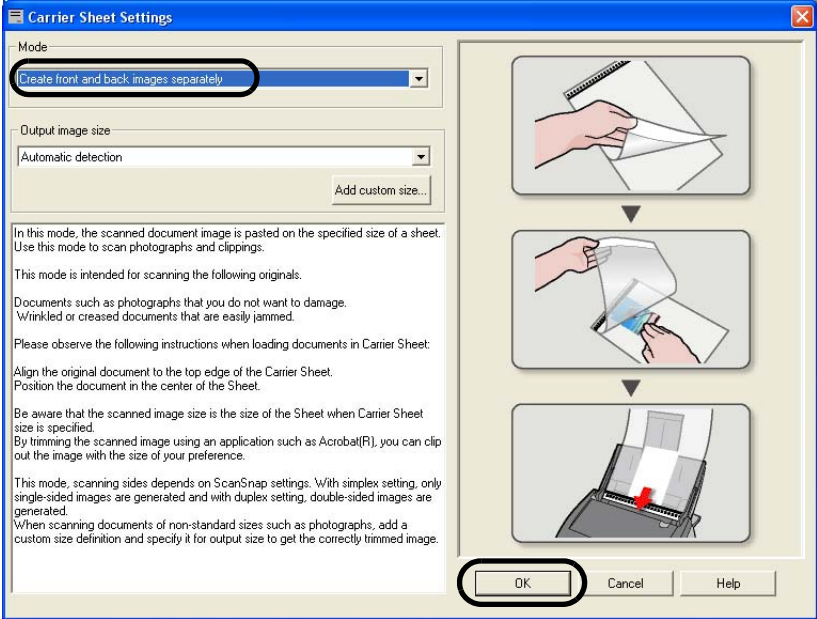 Carrier Sheet Settings
Mode
Create front and back images separately
Output image size
Automatic detection
Add custom size...
In this mode, the scanned document image is pasted on the specified size of a sheet.
Use this mode to scan photographs and clippings.
This mode is intended for scanning the following originals.
Documents such as photographs that you do not want to damage.
Wrinkled or creased documents that are easily jammed.
Please observe the following instructions when loading documents in Carrier Sheet:
Align the original document to the top edge of the Carrier Sheet.
Position the document in the center of the Sheet.
Be aware that the scanned image size is the size of the Sheet when Carrier Sheet
size is specified.
By trimming the scanned image using an application such as Acrobat(R), you can clip
out the image with the size of your preference.
This mode, scanning sides depends on ScanSnap settings. With simplex setting, only
single-sided images are generated and with duplex setting, double-sided images are
generated.
When scanning documents of non-standard sizes such as photographs, add a
custom size definition and specify it for output size to get the correctly trimmed image.
OK
Cancel
Help